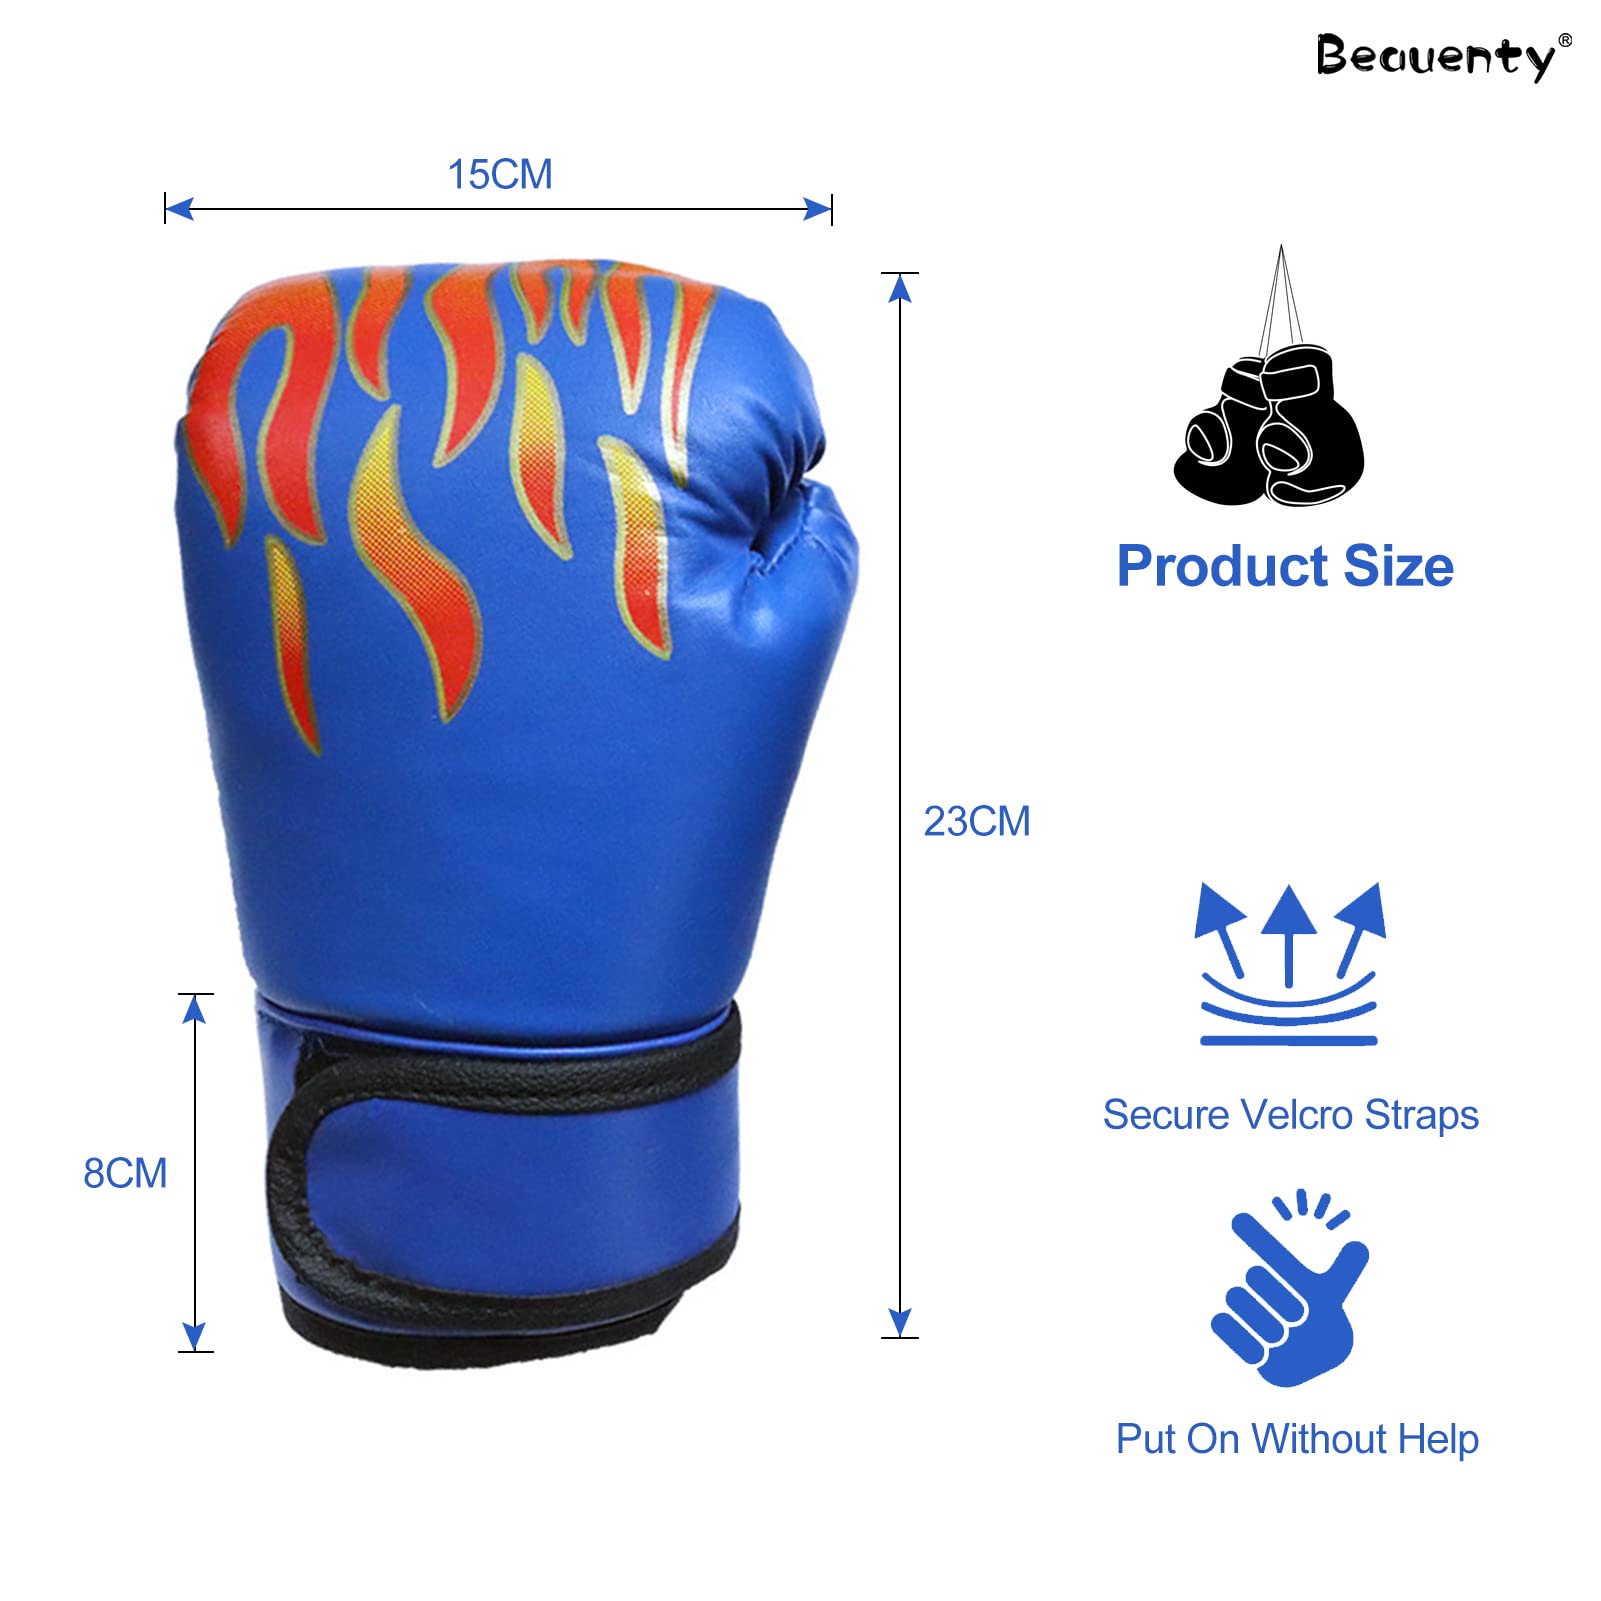 Beauenty®
15CM
Product Size
23CM
8CM
Secure Velcro Straps
Put On Without Help